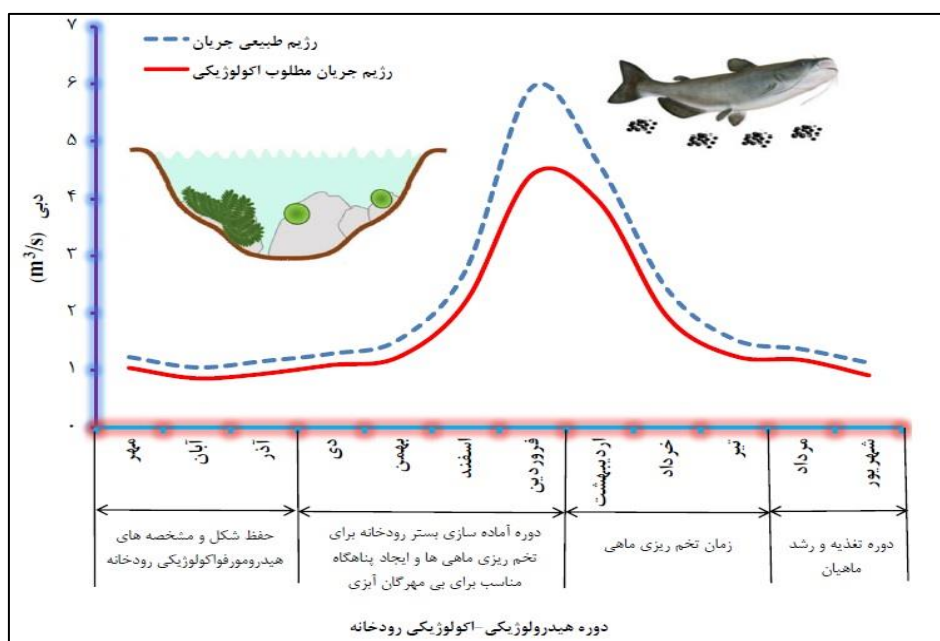 رژیم طبیعی جریان
رژیم جریان مطلوب اکولوژیکی
۷
۶
۵
۴
۳
۲
۱
۰
دبی (m³/s)
مهر
آبان
آذر
دی
بهمن
اسفند
فروردین
اردیبهشت
خرداد
تیر
مرداد
شهریور
حفظ شکل و مشخصه های
هیدرومورفواکولوژیکی رودخانه
دوره آماده سازی بستر رودخانه برای
تخم ریزی ماهی ها و ایجاد پناهگاه
مناسب برای بی مهرگان آبزی
زمان تخم ریزی ماهی
دوره تغذیه و رشد
ماهیان
دوره هیدرولوژیکی-اکولوژیکی رودخانه